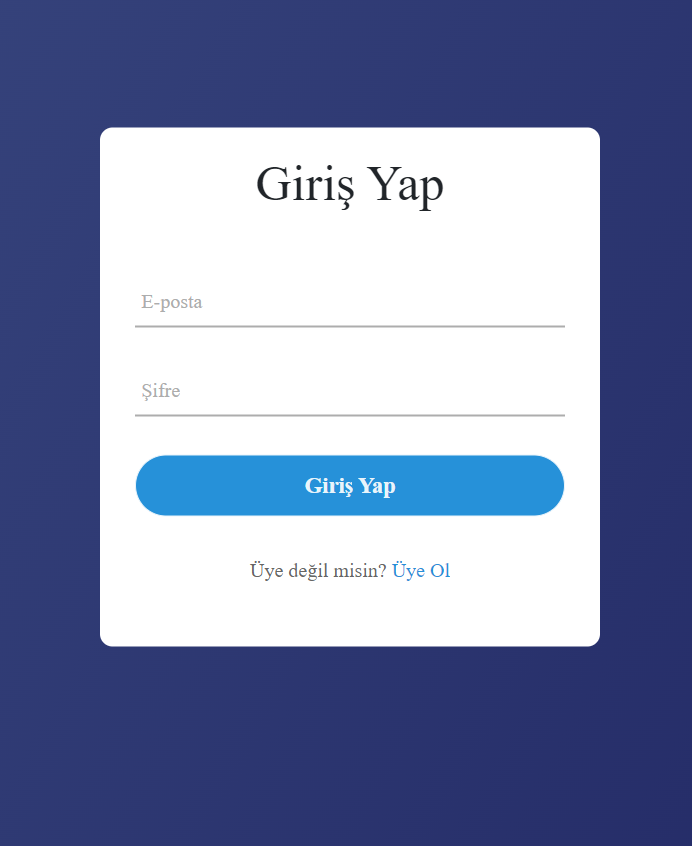 Giriş Yap
E-posta
Şifre
Giriş Yap
Üye değil misin? Üye Ol